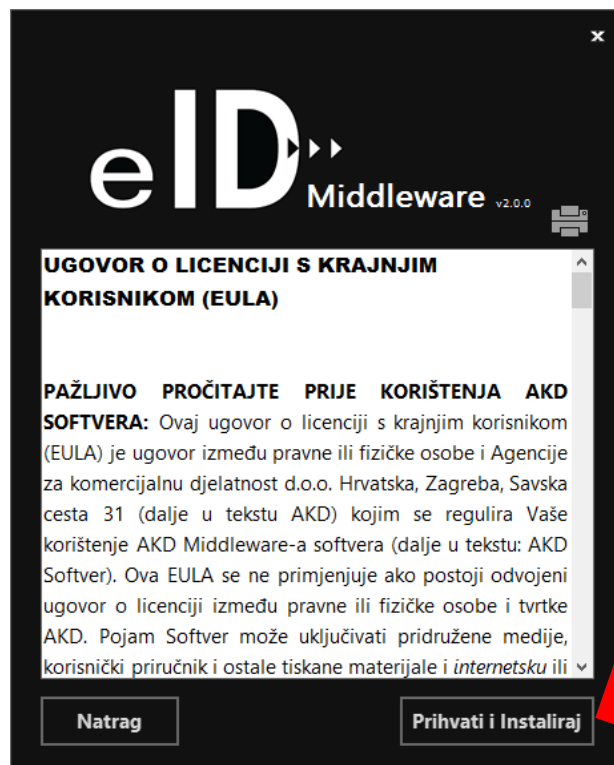 eID
Middleware v2.0.0
UGOVOR O LICENCIJI S KRAJNJIM
KORISNIKOM (EULA)
PAŽLJIVO PROČITAJTE PRIJE KORIŠTENJA AKD
SOFTVERA: Ovaj ugovor o licenciji s krajnjim korisnikom
(EULA) je ugovor između pravne ili fizičke osobe i Agencije
za komercijalnu djelatnost d.o.o. Hrvatska, Zagreba, Savska
cesta 31 (dalje u tekstu AKD) kojim se regulira Vaše
korištenje AKD Middleware-a softvera (dalje u tekstu: AKD
Softver). Ova EULA se ne primjenjuje ako postoji odvojeni
ugovor o licenciji između pravne ili fizičke osobe i tvrtke
AKD. Pojam Softver može uključivati pridružene medije,
korisnički priručnik i ostale tiskane materijale i internetsku ili
Natrag
Prihvati i Instaliraj